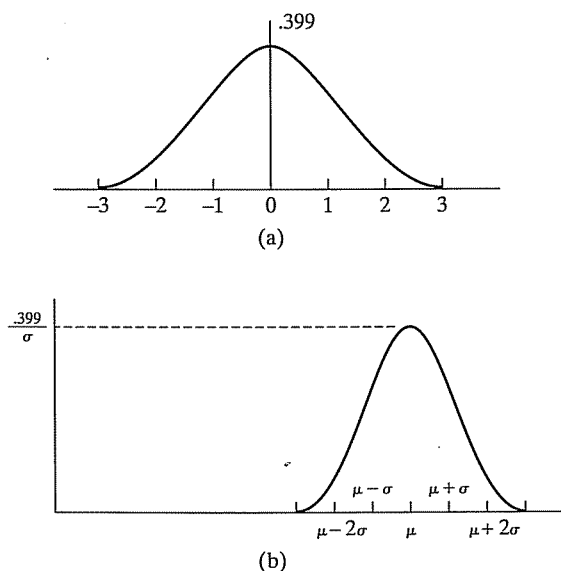 .399
–3 –2 –1 0 1 2 3
(a)
.399
σ
μ – σ μ + σ
μ – 2σ μ μ + 2σ
(b)